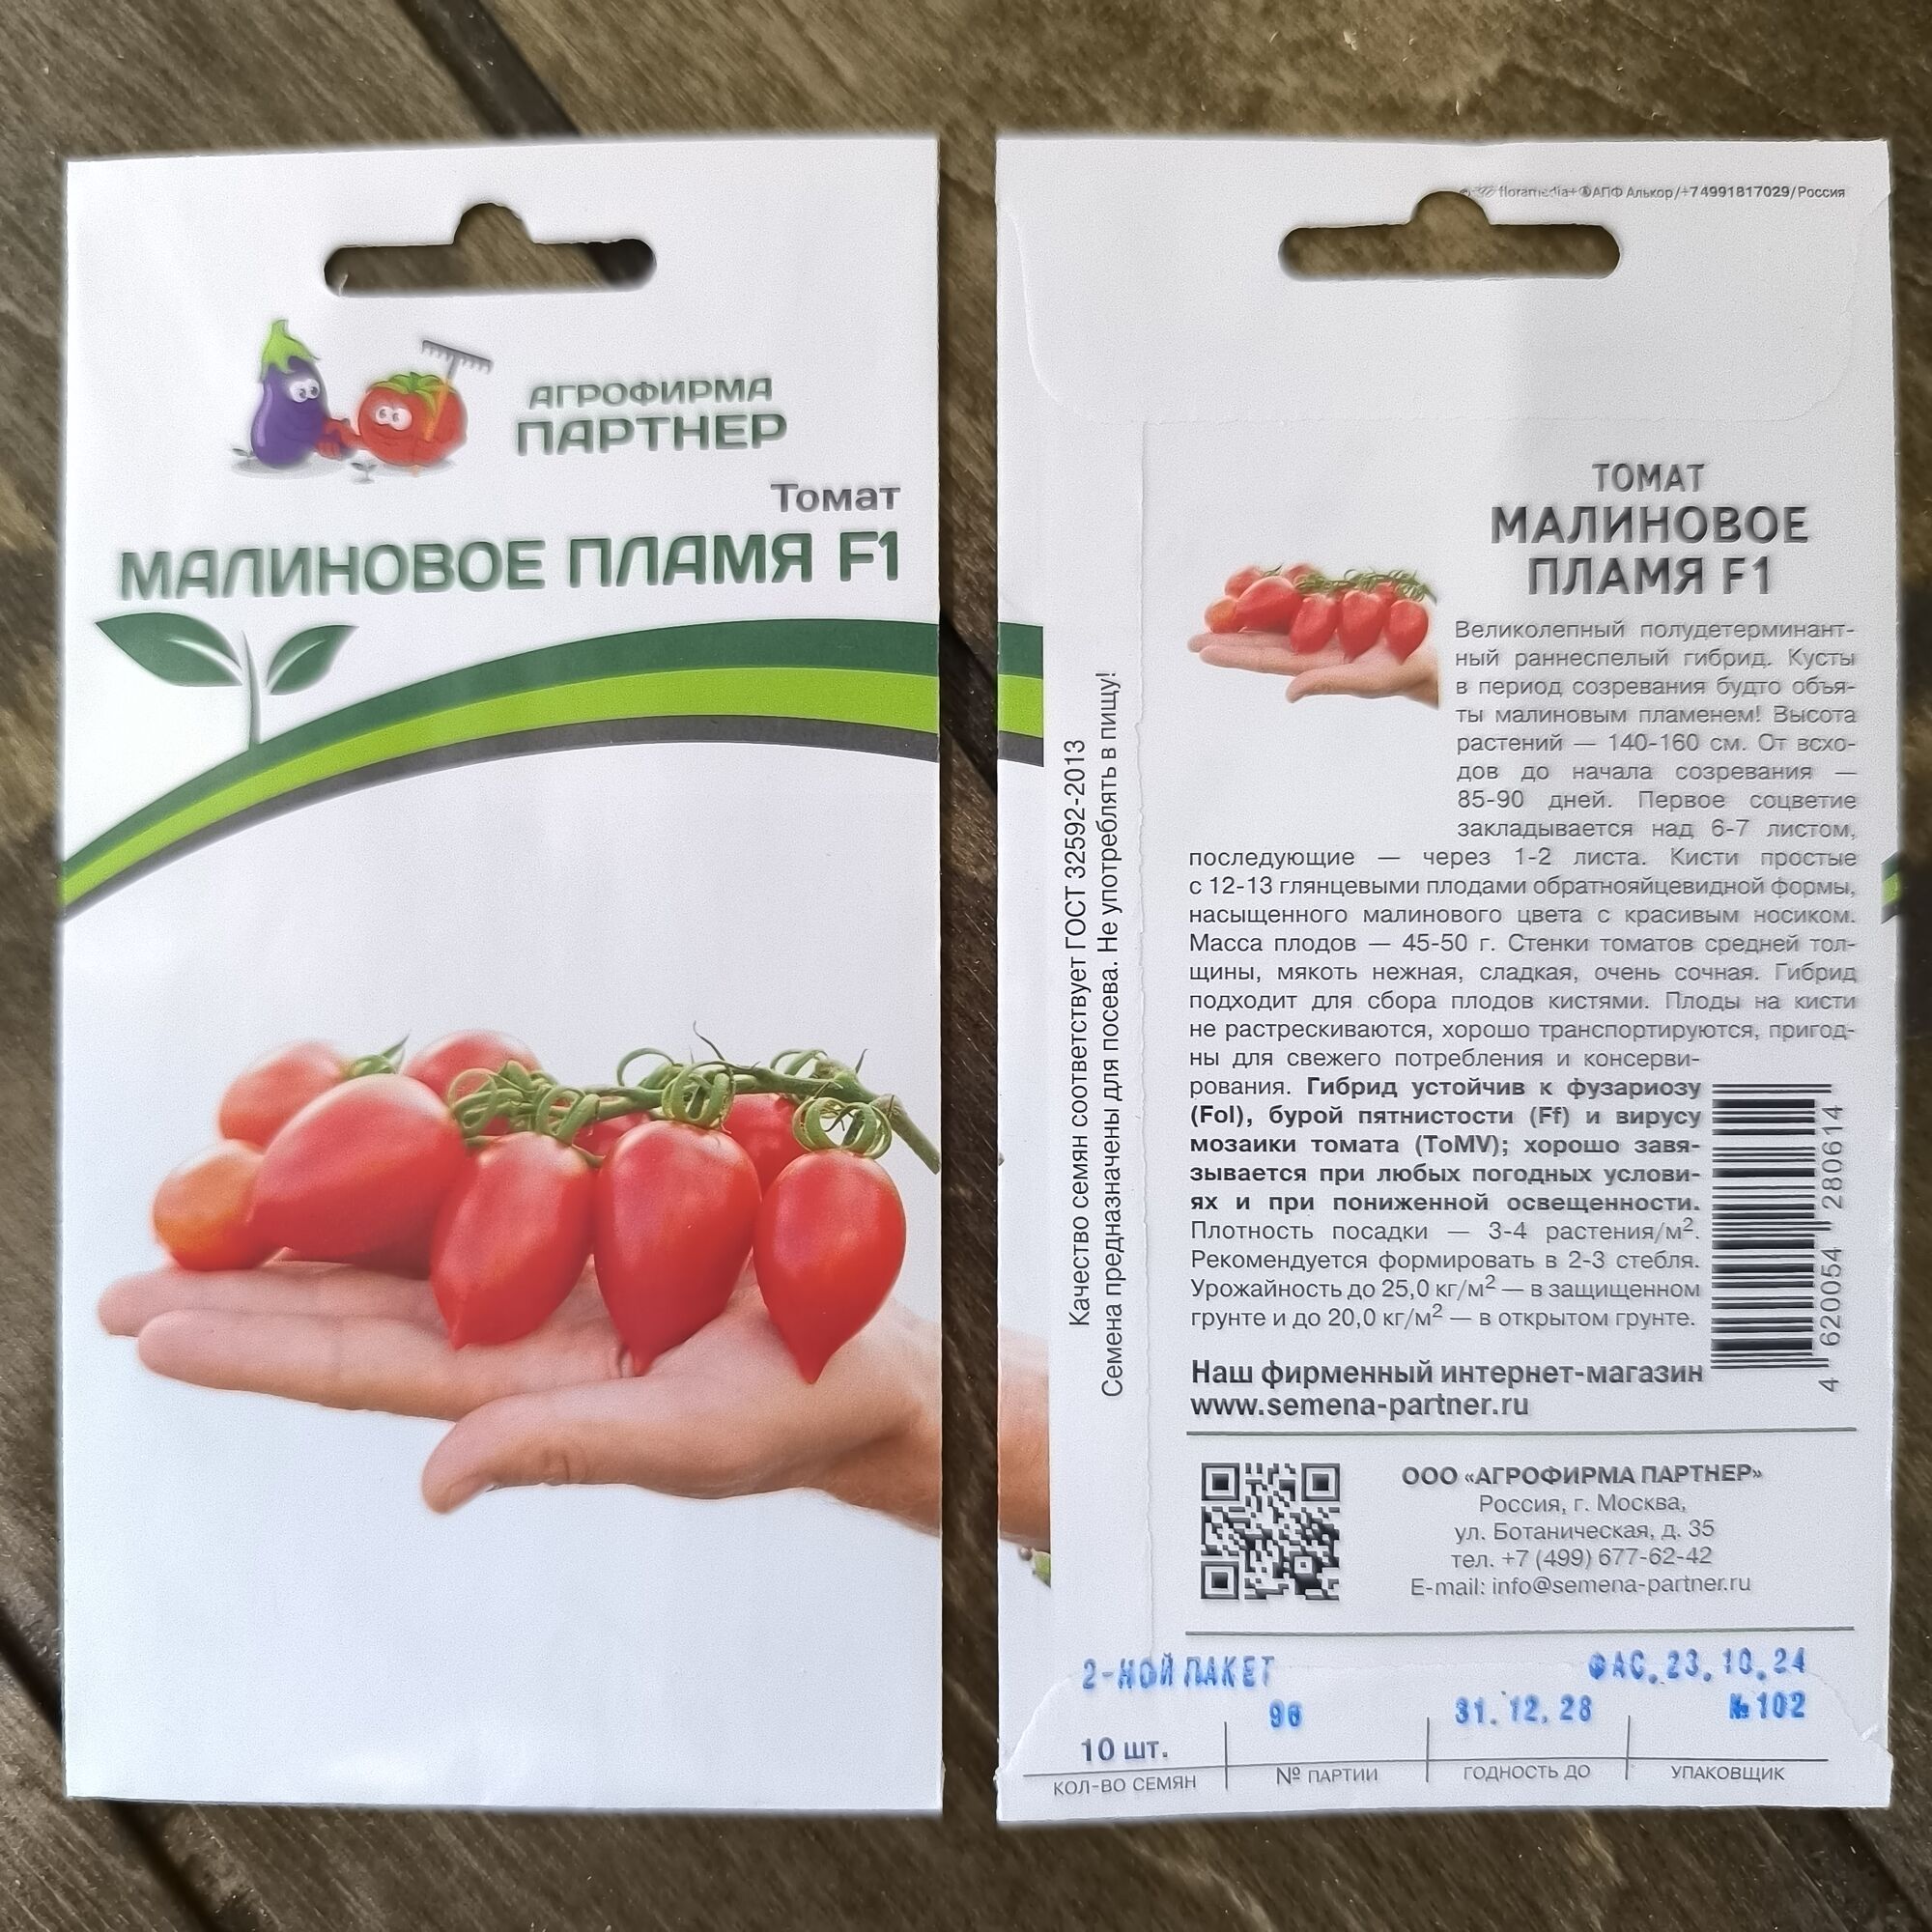 АГРОФИРМА
ПАРТНЕР
Томат
МАЛИНОВОЕ ПЛАМЯ F1
floramedia+®АПФ Алькор/+74991817029/Россия
ТОМАТ
МАЛИНОВОЕ
ПЛАМЯ F1
Великолепный полудетерминант-
ный раннеспелый гибрид. Кусты
в период созревания будто объя-
ты малиновым пламенем! Высота
растений — 140-160 см. От всхо-
дов до начала созревания —
85-90 дней. Первое соцветие
закладывается над 6-7 листом,
последующие — через 1-2 листа. Кисти простые
с 12-13 глянцевыми плодами обратнояйцевидной формы,
насыщенного малинового цвета с красивым носиком.
Масса плодов — 45-50 г. Стенки томатов средней тол-
щины, мякоть нежная, сладкая, очень сочная. Гибрид
подходит для сбора плодов кистями. Плоды на кисти
не растрескиваются, хорошо транспортируются, пригод-
ны для свежего потребления и консерви-
рования. Гибрид устойчив к фузариозу
(Fol), бурой пятнистости (Ff) и вирусу
мозаики томата (ToMV); хорошо завя-
зывается при любых погодных услови-
ях и при пониженной освещенности.
Плотность посадки — 3-4 растения/м².
Рекомендуется формировать в 2-3 стебля.
Урожайность до 25,0 кг/м² — в защищенном
грунте и до 20,0 кг/м² — в открытом грунте.
4 620054 280614
Качество семян соответствует ГОСТ 32592-2013
Семена предназначены для посева. Не употреблять в пищу!
Наш фирменный интернет-магазин
www.semena-partner.ru
ООО «АГРОФИРМА ПАРТНЕР»
Россия, г. Москва,
ул. Ботаническая, д. 35
тел. +7 (499) 677-62-42
E-mail: info@semena-partner.ru
2-НОЙ ПАКЕТ ФАС. 23. 10. 24
31. 12. 28 №102
10 шт.
КОЛ-ВО СЕМЯН № ПАРТИИ ГОДНОСТЬ ДО УПАКОВЩИК